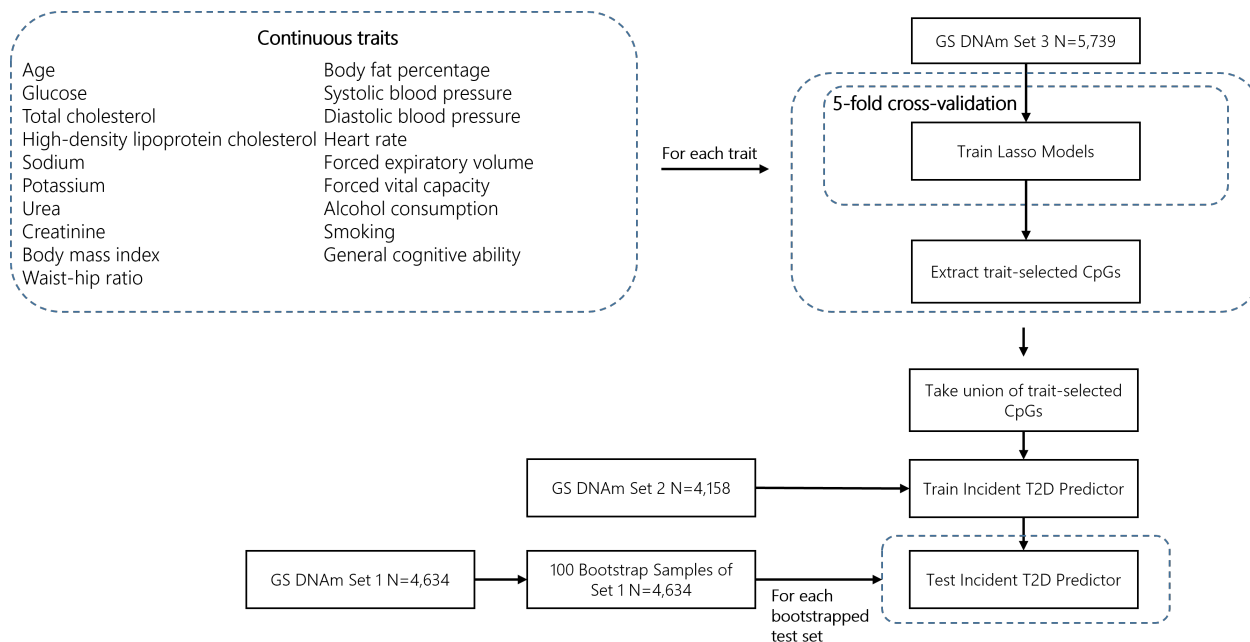 Continuous traits
Age
Glucose
Total cholesterol
High-density lipoprotein cholesterol
Sodium
Potassium
Urea
Creatinine
Body mass index
Waist-hip ratio
Body fat percentage
Systolic blood pressure
Diastolic blood pressure
Heart rate
Forced expiratory volume
Forced vital capacity
Alcohol consumption
Smoking
General cognitive ability
For each trait
GS DNAm Set 3 N=5,739
5-fold cross-validation
Train Lasso Models
Extract trait-selected CpGs
Take union of trait-selected
CpGs
GS DNAm Set 2 N=4,158
Train Incident T2D Predictor
GS DNAm Set 1 N=4,634
100 Bootstrap Samples of
Set 1 N=4,634
For each
bootstrapped
test set
Test Incident T2D Predictor